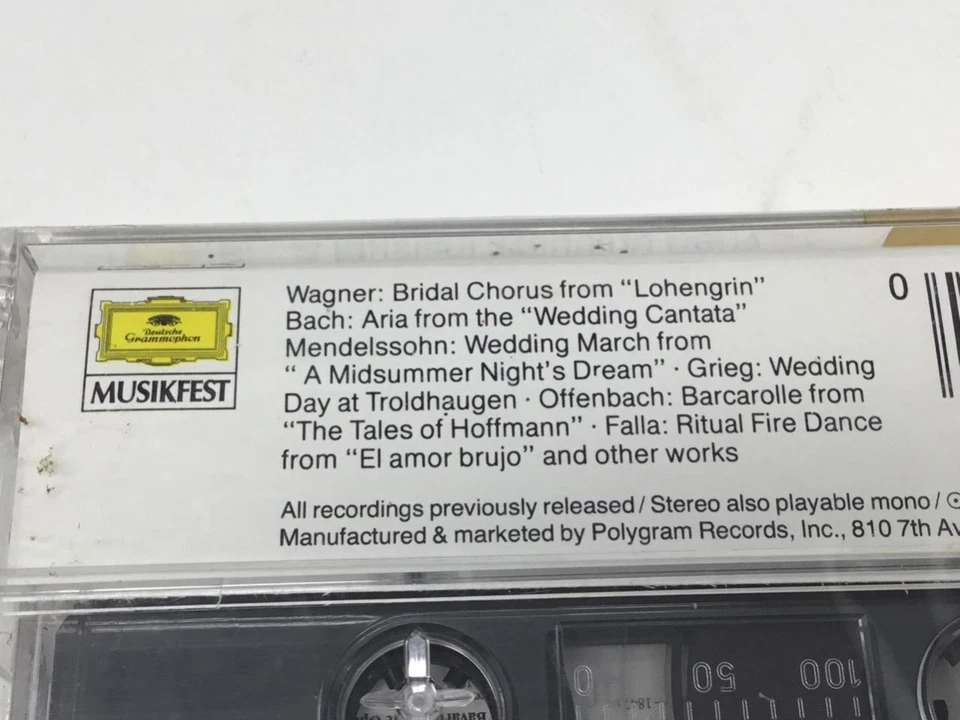 Deutsche
Grammophon
MUSIKFEST
Wagner: Bridal Chorus from “Lohengrin”
Bach: Aria from the “Wedding Cantata”
Mendelssohn: Wedding March from
“ A Midsummer Night's Dream” · Grieg: Wedding
Day at Troldhaugen · Offenbach: Barcarolle from
“The Tales of Hoffmann” · Falla: Ritual Fire Dance
from “El amor brujo” and other works
0
All recordings previously released / Stereo also playable mono /
Manufactured & marketed by Polygram Records, Inc., 810 7th Av
0 50 100